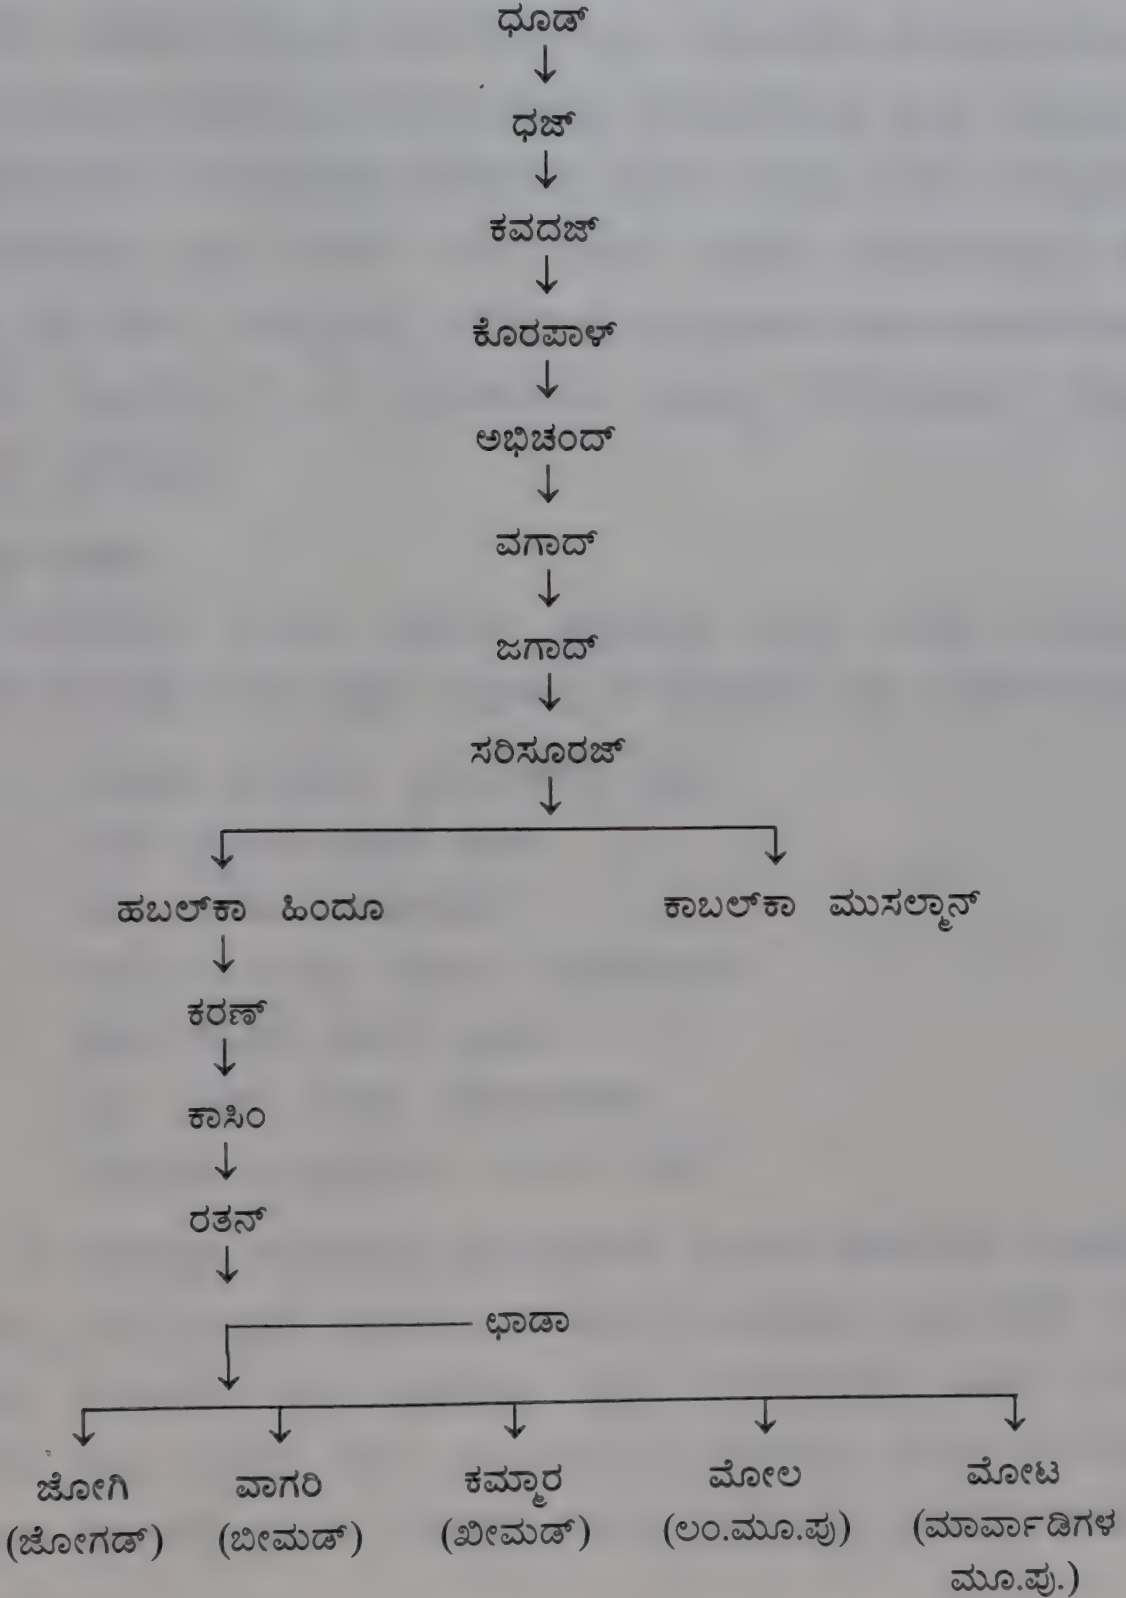 ಧೂಡ್
ಧಜ್
ಕವದಜ್
ಕೊರಪಾಳ್
ಅಭಿಚಂದ್
ವಗಾದ್
ಜಗಾದ್
ಸರಿಸೂರಜ್
ಹಬಲ್‌ಕಾ ಹಿಂದೂ ಕಾಬಲ್‌ಕಾ ಮುಸಲ್ಮಾನ್
ಕರಣ್
ಕಾಸಿಂ
ರತನ್
ಛಾಡಾ
ಜೋಗಿ ವಾಗರಿ ಕಮ್ಮಾರ ಮೋಲ ಮೋಟ
(ಜೋಗಡ್) (ಬೀಮಡ್) (ಖೀಮಡ್) (ಲಂ.ಮೂ.ಪು) (ಮಾರ್ವಾಡಿಗಳ
ಮೂ.ಪು.)